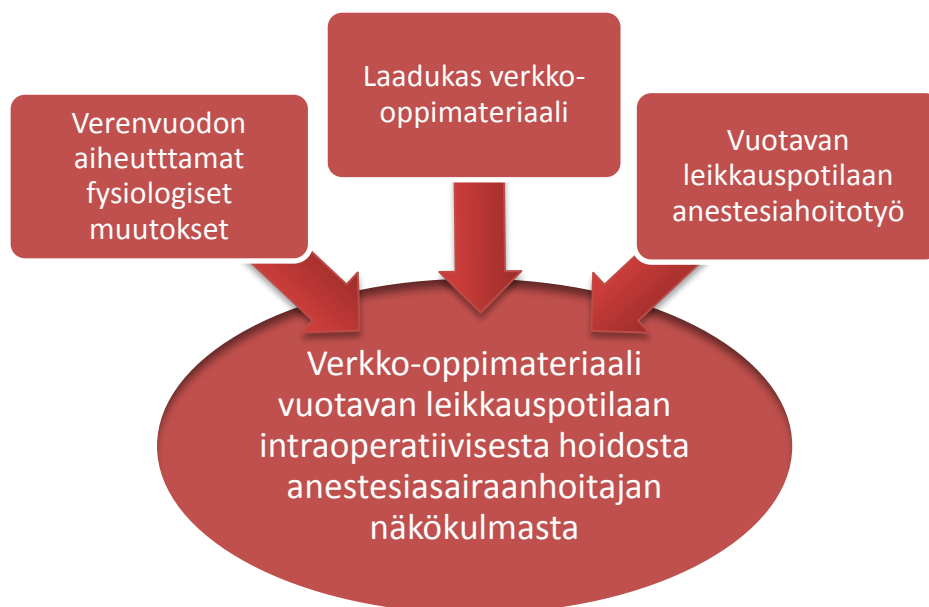 Verenvuodon
aiheutttamat
fysiologiset
muutokset
Laadukas verkko-
oppimateriaali
Vuotavan
leikkauspotilaan
anestesiahoitotyö
Verkko-oppimateriaali
vuotavan leikkauspotilaan
intraoperatiivisesta hoidosta
anestesiasairaanhoitajan
näkökulmasta